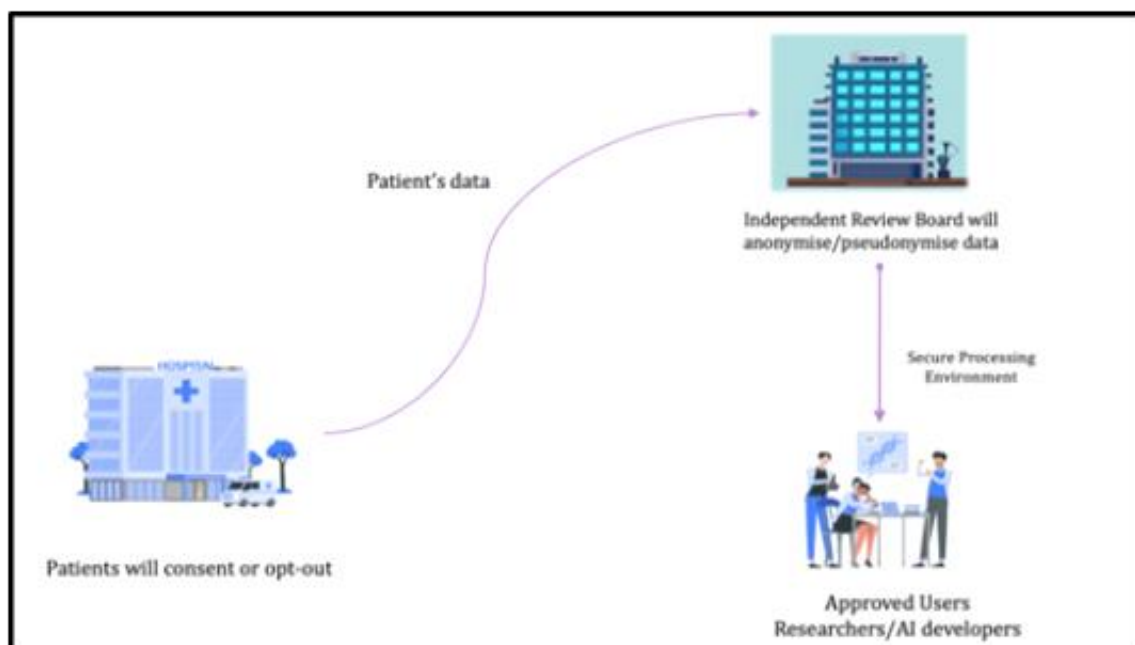 Patient's data
Independent Review Board will
anonymise/pseudonymise data
Secure Processing
Environment
HOSPITAL
Patients will consent or opt-out
Approved Users
Researchers/AI developers